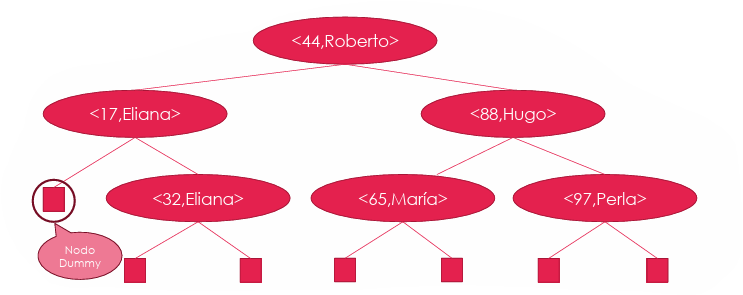 <44,Roberto>
<17,Eliana>
<88,Hugo>
<32,Eliana>
<65,María>
<97,Perla>
Nodo
Dummy